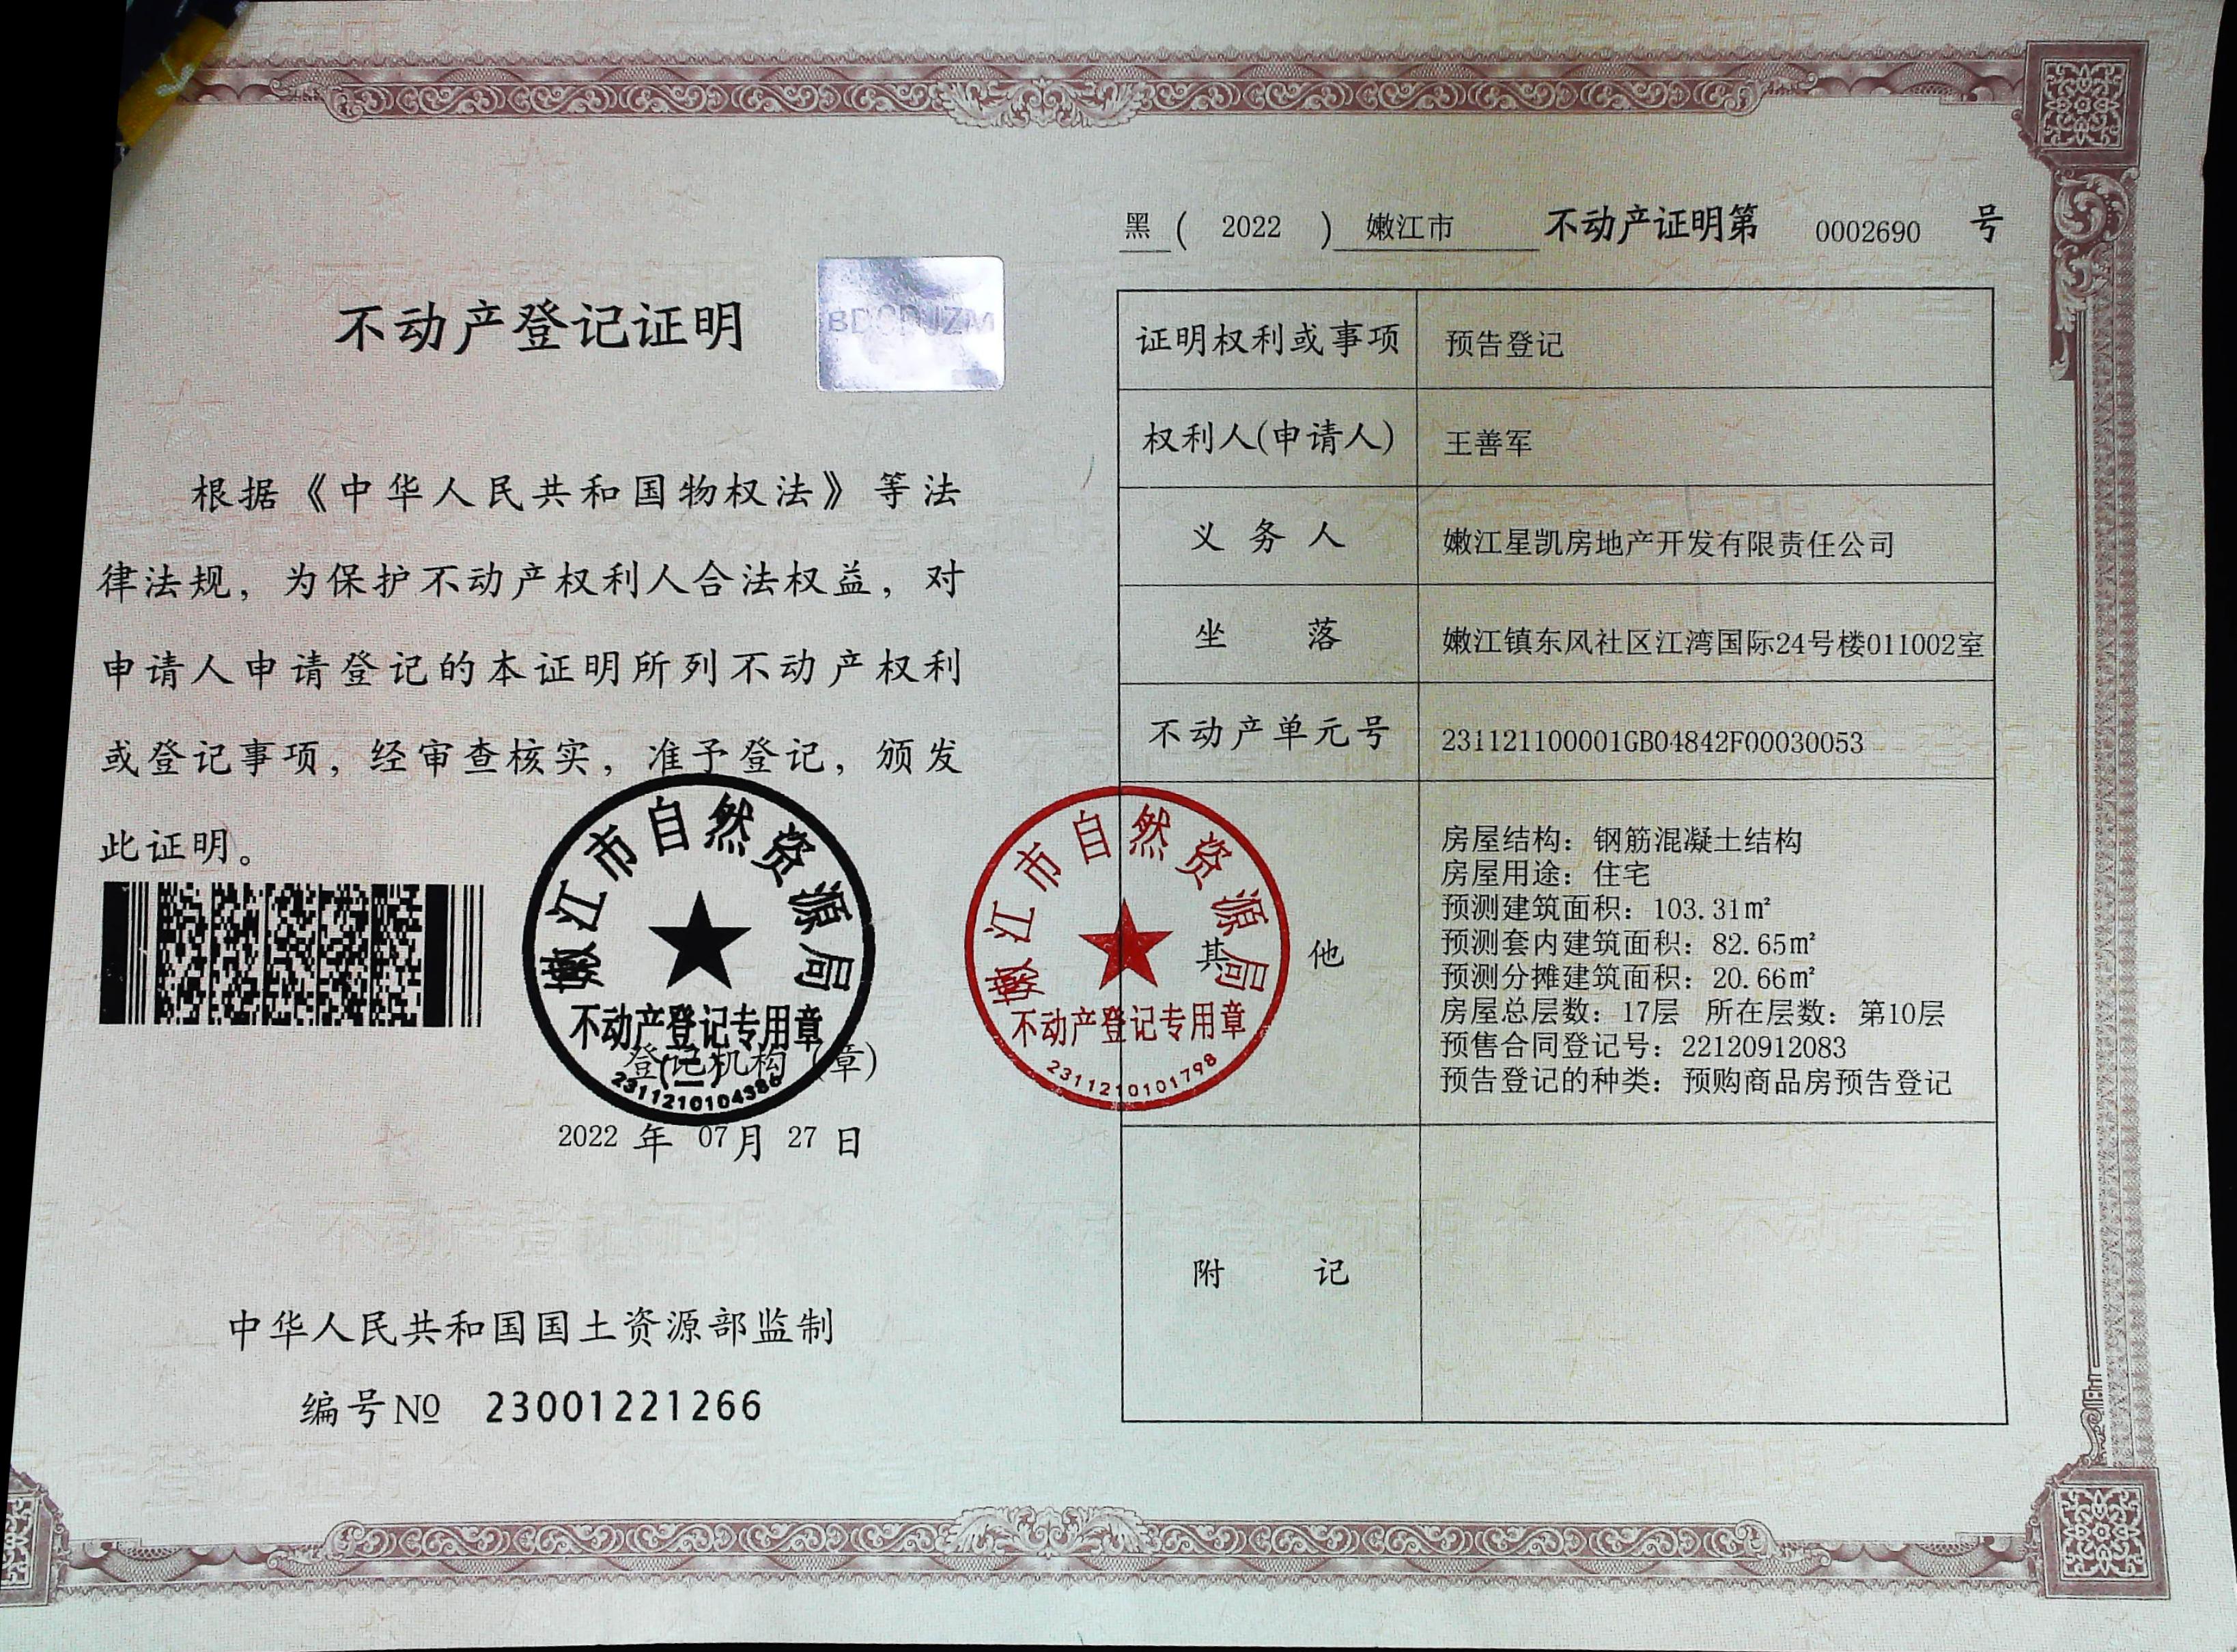 不动产登记证明
BDCDJZM
根据《中华人民共和国物权法》等法
律法规，为保护不动产权利人合法权益，对
申请人申请登记的本证明所列不动产权利
或登记事项，经审查核实，准予登记，颁发
此证明。
嫩江市自然资源局
不动产登记专用章
(二)
2311210104386
登记机构（章）
2022 年 07月 27 日
中华人民共和国国土资源部监制
编号№ 23001221266
黑 ( 2022 ) 嫩江市 不动产证明第 0002690 号
证明权利或事项 预告登记
权利人(申请人) 王善军
义务人 嫩江星凯房地产开发有限责任公司
坐落 嫩江镇东风社区江湾国际24号楼011002室
不动产单元号 231121100001GB04842F00030053
嫩江市自然资源局
不动产登记专用章
2311210101798
其他
房屋结构：钢筋混凝土结构
房屋用途：住宅
预测建筑面积：103.31㎡
预测套内建筑面积：82.65㎡
预测分摊建筑面积：20.66㎡
房屋总层数：17层 所在层数：第10层
预售合同登记号：22120912083
预告登记的种类：预购商品房预告登记
附记